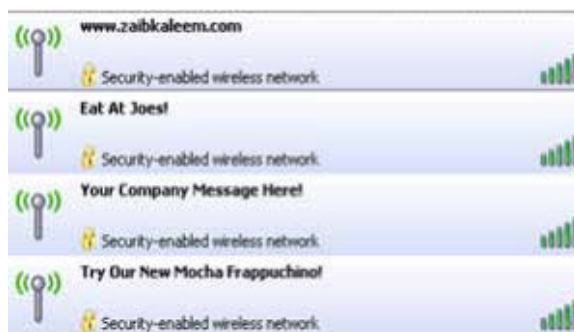 www.zaibkaleem.com
Security-enabled wireless network
Eat At Joes!
Security-enabled wireless network
Your Company Message Here!
Security-enabled wireless network
Try Our New Mocha Frappuchino!
Security-enabled wireless network